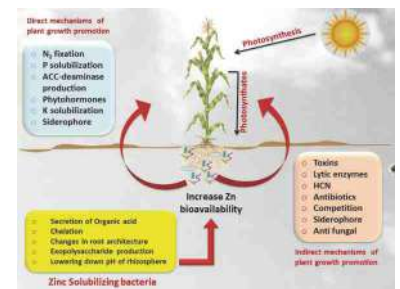 Direct mechanisms of
plant growth promotion
N₂ fixation
P solubilization
ACC-deaminase
production
Phytohormones
K solubilization
Siderophore
Photosynthesis
Photosynthates
Increase Zn
bioavailability
Toxins
Lytic enzymes
HCN
Antibiotics
Competition
Siderophore
Anti fungal
Indirect mechanisms of
plant growth promotion
Secretion of Organic acid
Chelation
Changes in root architecture
Exopolysaccharide production
Lowering down pH of rhizosphere
Zinc Solubilizing bacteria